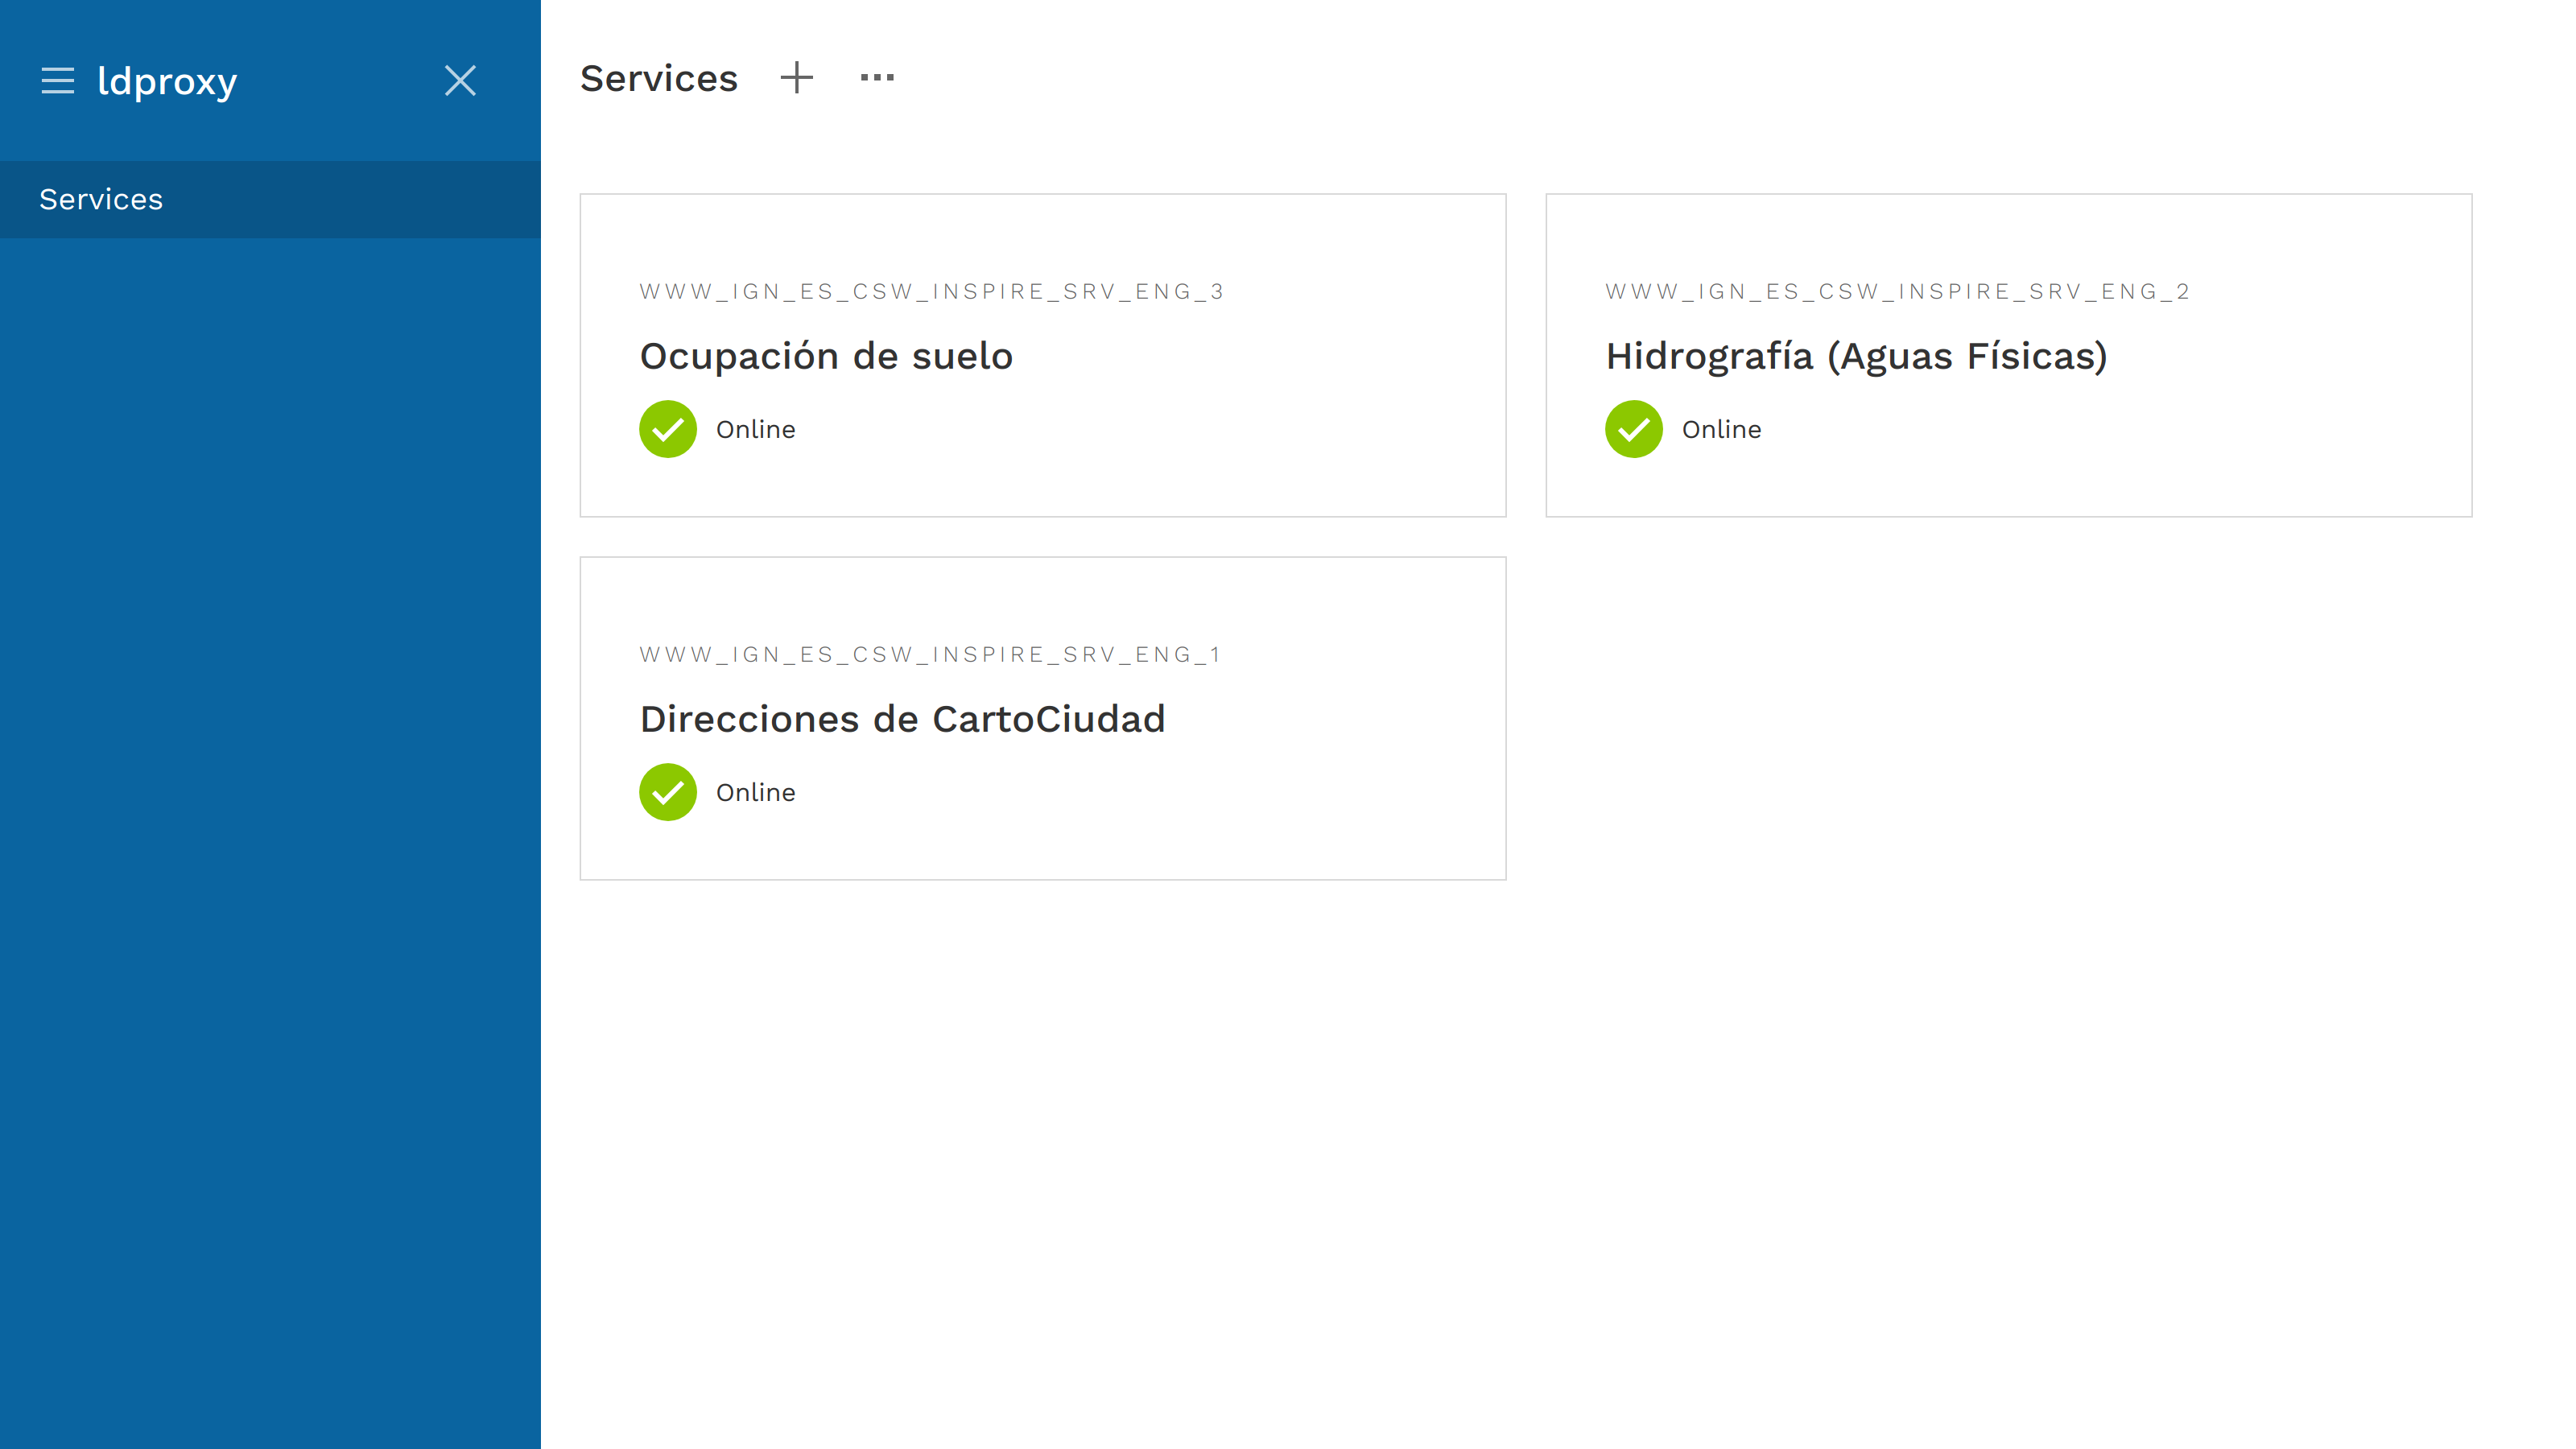 ldproxy
Services
Services
WWW_IGN_ES_CSW_INSPIRE_SRV_ENG_3
Ocupación de suelo
Online
WWW_IGN_ES_CSW_INSPIRE_SRV_ENG_2
Hidrografía (Aguas Físicas)
Online
WWW_IGN_ES_CSW_INSPIRE_SRV_ENG_1
Direcciones de CartoCiudad
Online